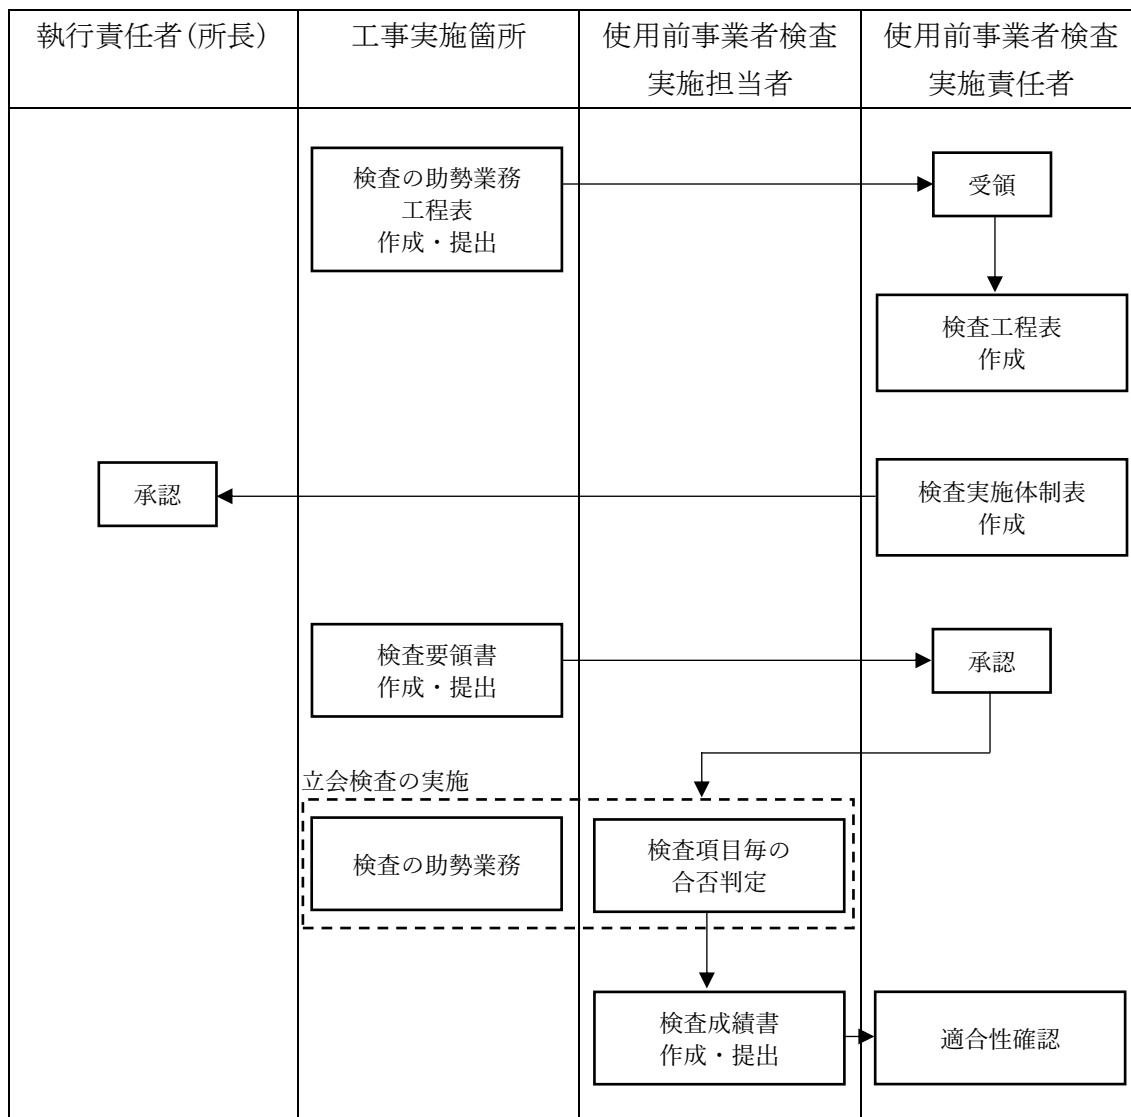 執行責任者(所長)
工事実施箇所
使用前事業者検査
実施担当者
使用前事業者検査
実施責任者
検査の助勢業務
工程表
作成・提出
受領
検査工程表
作成
承認
検査実施体制表
作成
検査要領書
作成・提出
承認
立会検査の実施
検査の助勢業務
検査項目毎の
合否判定
検査成績書
作成・提出
適合性確認